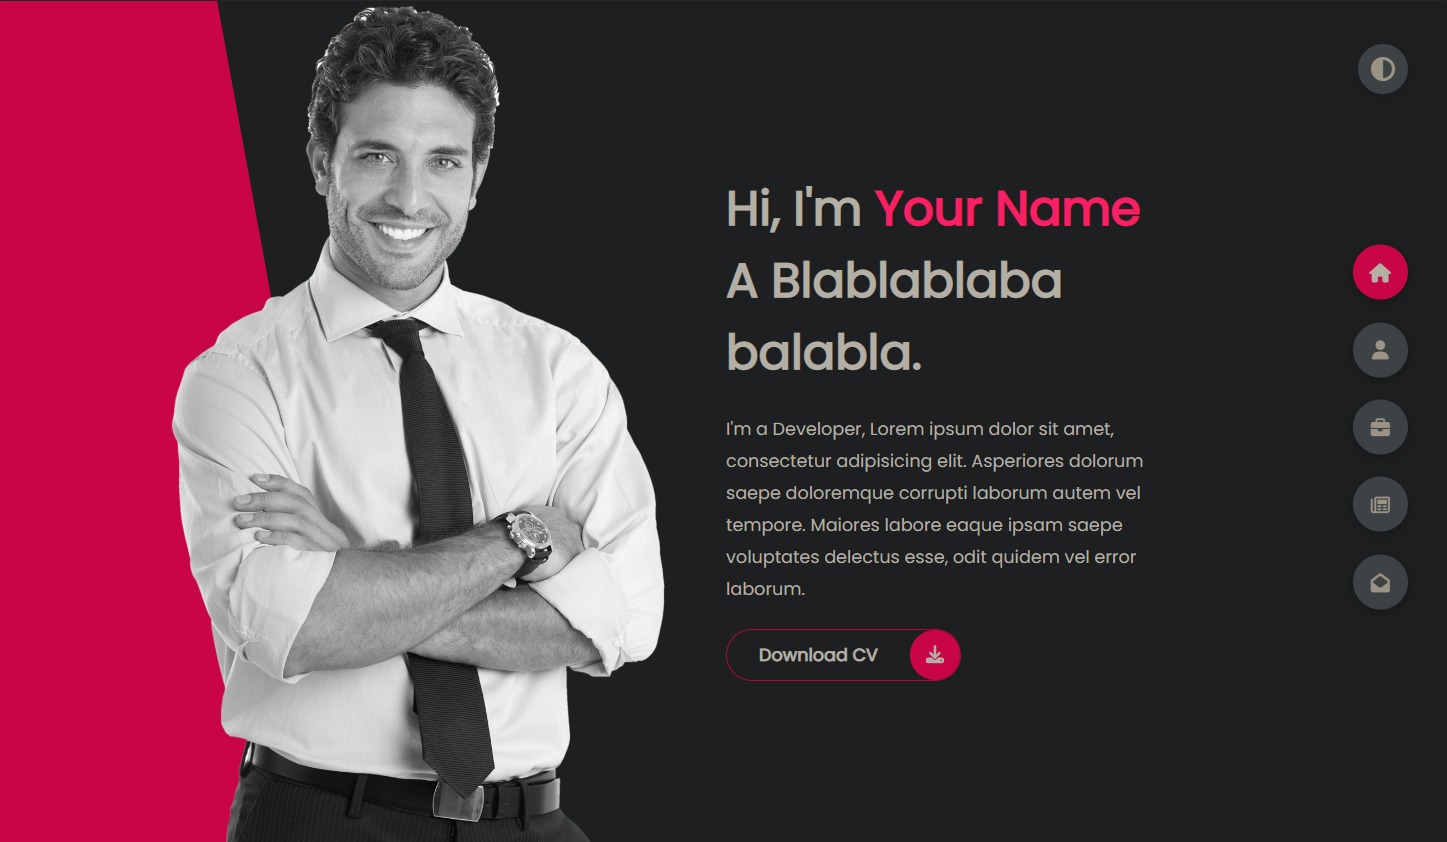 Hi, I'm Your Name
A Blablablaba
balabla.
I'm a Developer, Lorem ipsum dolor sit amet,
consectetur adipisicing elit. Asperiores dolorum
saepe doloremque corrupti laborum autem vel
tempore. Maiores labore eaque ipsam saepe
voluptates delectus esse, odit quidem vel error
laborum.
Download CV